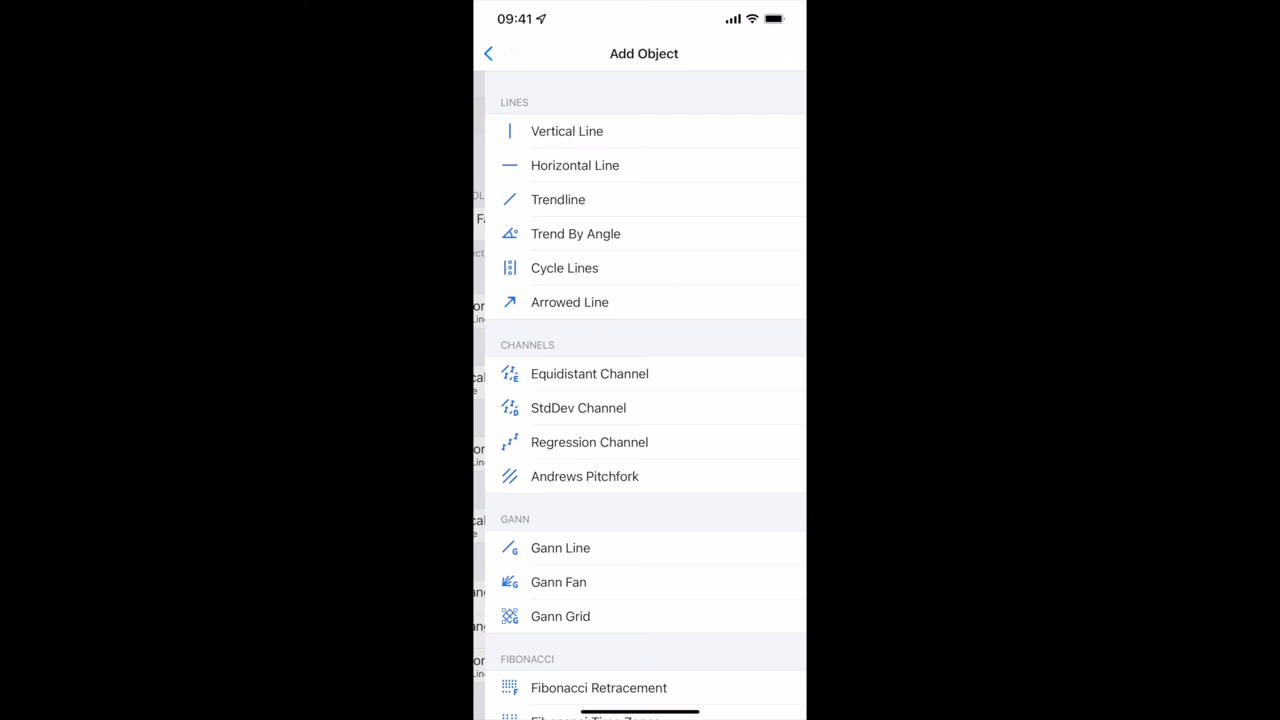 09:41
Add Object
LINES
Vertical Line
Horizontal Line
Trendline
Trend By Angle
Cycle Lines
Arrowed Line
CHANNELS
Equidistant Channel
StdDev Channel
Regression Channel
Andrews Pitchfork
GANN
Gann Line
Gann Fan
Gann Grid
FIBONACCI
Fibonacci Retracement